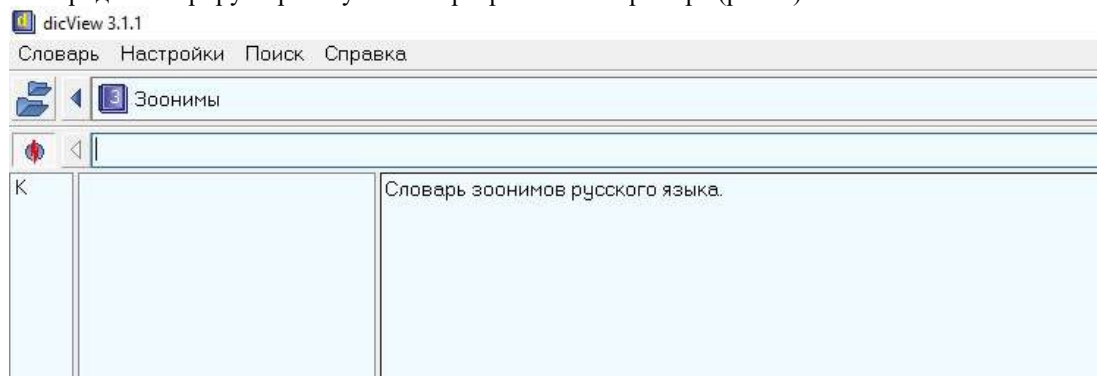 dicView 3.1.1
Словарь Настройки Поиск Справка
З Зоонимы
К
Словарь зоонимов русского языка.